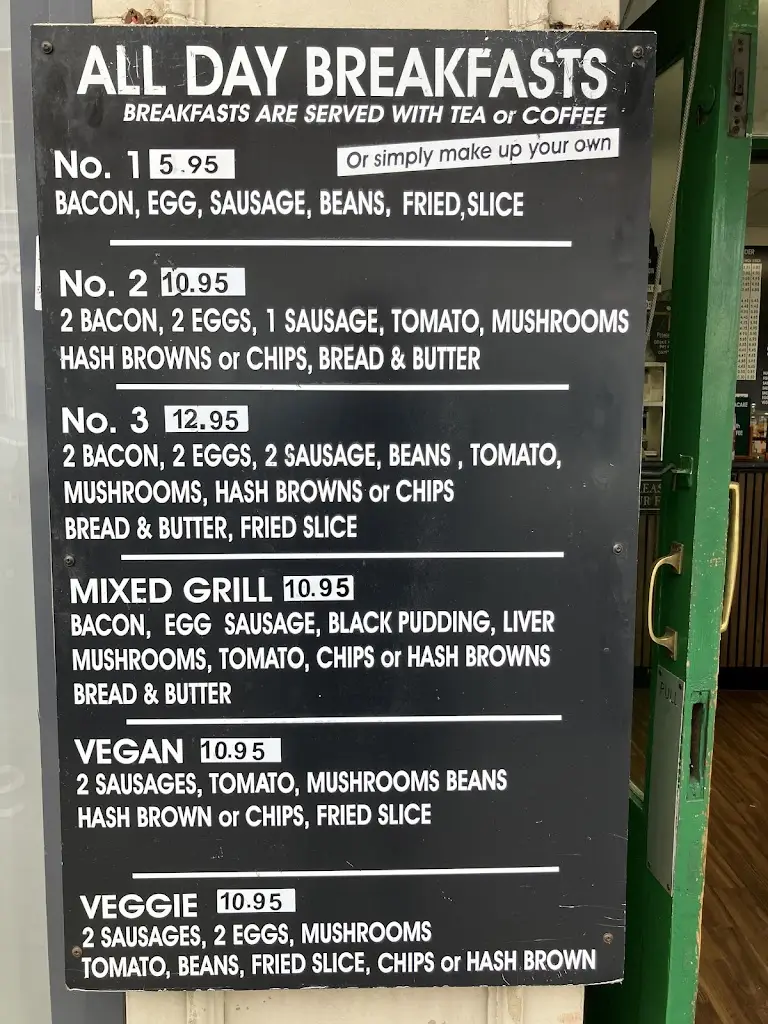 ALL DAY BREAKFASTS
BREAKFASTS ARE SERVED WITH TEA or COFFEE
Or simply make up your own
No. 1 5.95
BACON, EGG, SAUSAGE, BEANS, FRIED,SLICE
No. 2 10.95
2 BACON, 2 EGGS, 1 SAUSAGE, TOMATO, MUSHROOMS
HASH BROWNS or CHIPS, BREAD & BUTTER
No. 3 12.95
2 BACON, 2 EGGS, 2 SAUSAGE, BEANS , TOMATO,
MUSHROOMS, HASH BROWNS or CHIPS
BREAD & BUTTER, FRIED SLICE
MIXED GRILL 10.95
BACON, EGG SAUSAGE, BLACK PUDDING, LIVER
MUSHROOMS, TOMATO, CHIPS or HASH BROWNS
BREAD & BUTTER
VEGAN 10.95
2 SAUSAGES, TOMATO, MUSHROOMS BEANS
HASH BROWN or CHIPS, FRIED SLICE
VEGGIE 10.95
2 SAUSAGES, 2 EGGS, MUSHROOMS
TOMATO, BEANS, FRIED SLICE, CHIPS or HASH BROWN
PULL